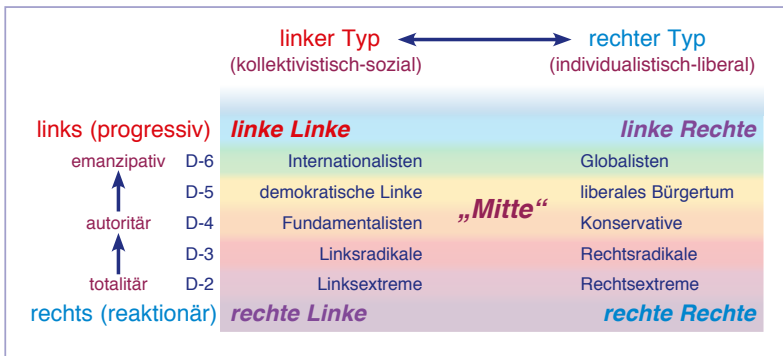 linker Typ rechter Typ
(kollektivistisch-sozial) (individualistisch-liberal)
links (progressiv) linke Linke linke Rechte
emanzipativ D-6 Internationalisten Globalisten
D-5 demokratische Linke liberales Bürgertum
„Mitte“
autoritär D-4 Fundamentalisten Konservative
D-3 Linksradikale Rechtsradikale
totalitär D-2 Linksextreme Rechtsextreme
rechts (reaktionär) rechte Linke rechte Rechte